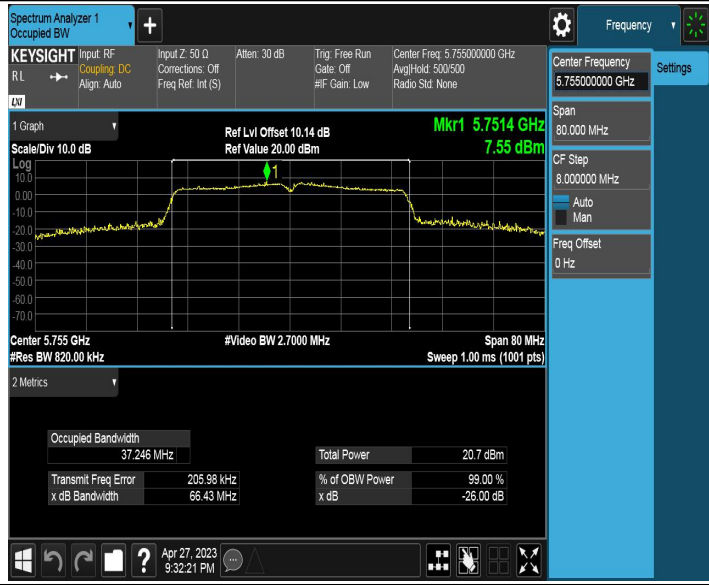 Spectrum Analyzer 1
Occupied BW
Frequency
KEYSIGHT
RL
LXI
Input: RF
Coupling: DC
Align: Auto
Input Z: 50 Ω
Corrections: Off
Freq Ref: Int (S)
Atten: 30 dB
Trig: Free Run
Gate: Off
#IF Gain: Low
Center Freq: 5.755000000 GHz
Avg|Hold: 500/500
Radio Std: None
Center Frequency
5.755000000 GHz
Settings
Span
80.000 MHz
CF Step
8.000000 MHz
Auto
Man
Freq Offset
0 Hz
1 Graph
Scale/Div 10.0 dB
Ref Lvl Offset 10.14 dB
Ref Value 20.00 dBm
Mkr1 5.7514 GHz
7.55 dBm
Log
10.0
0.00
-10.0
-20.0
-30.0
-40.0
-50.0
-60.0
-70.0
1
Center 5.755 GHz
#Res BW 820.00 kHz
#Video BW 2.7000 MHz
Span 80 MHz
Sweep 1.00 ms (1001 pts)
2 Metrics
Occupied Bandwidth
37.246 MHz
Total Power 20.7 dBm
Transmit Freq Error 205.98 kHz
% of OBW Power 99.00 %
x dB Bandwidth 66.43 MHz
x dB -26.00 dB
?
Apr 27, 2023
9:32:21 PM